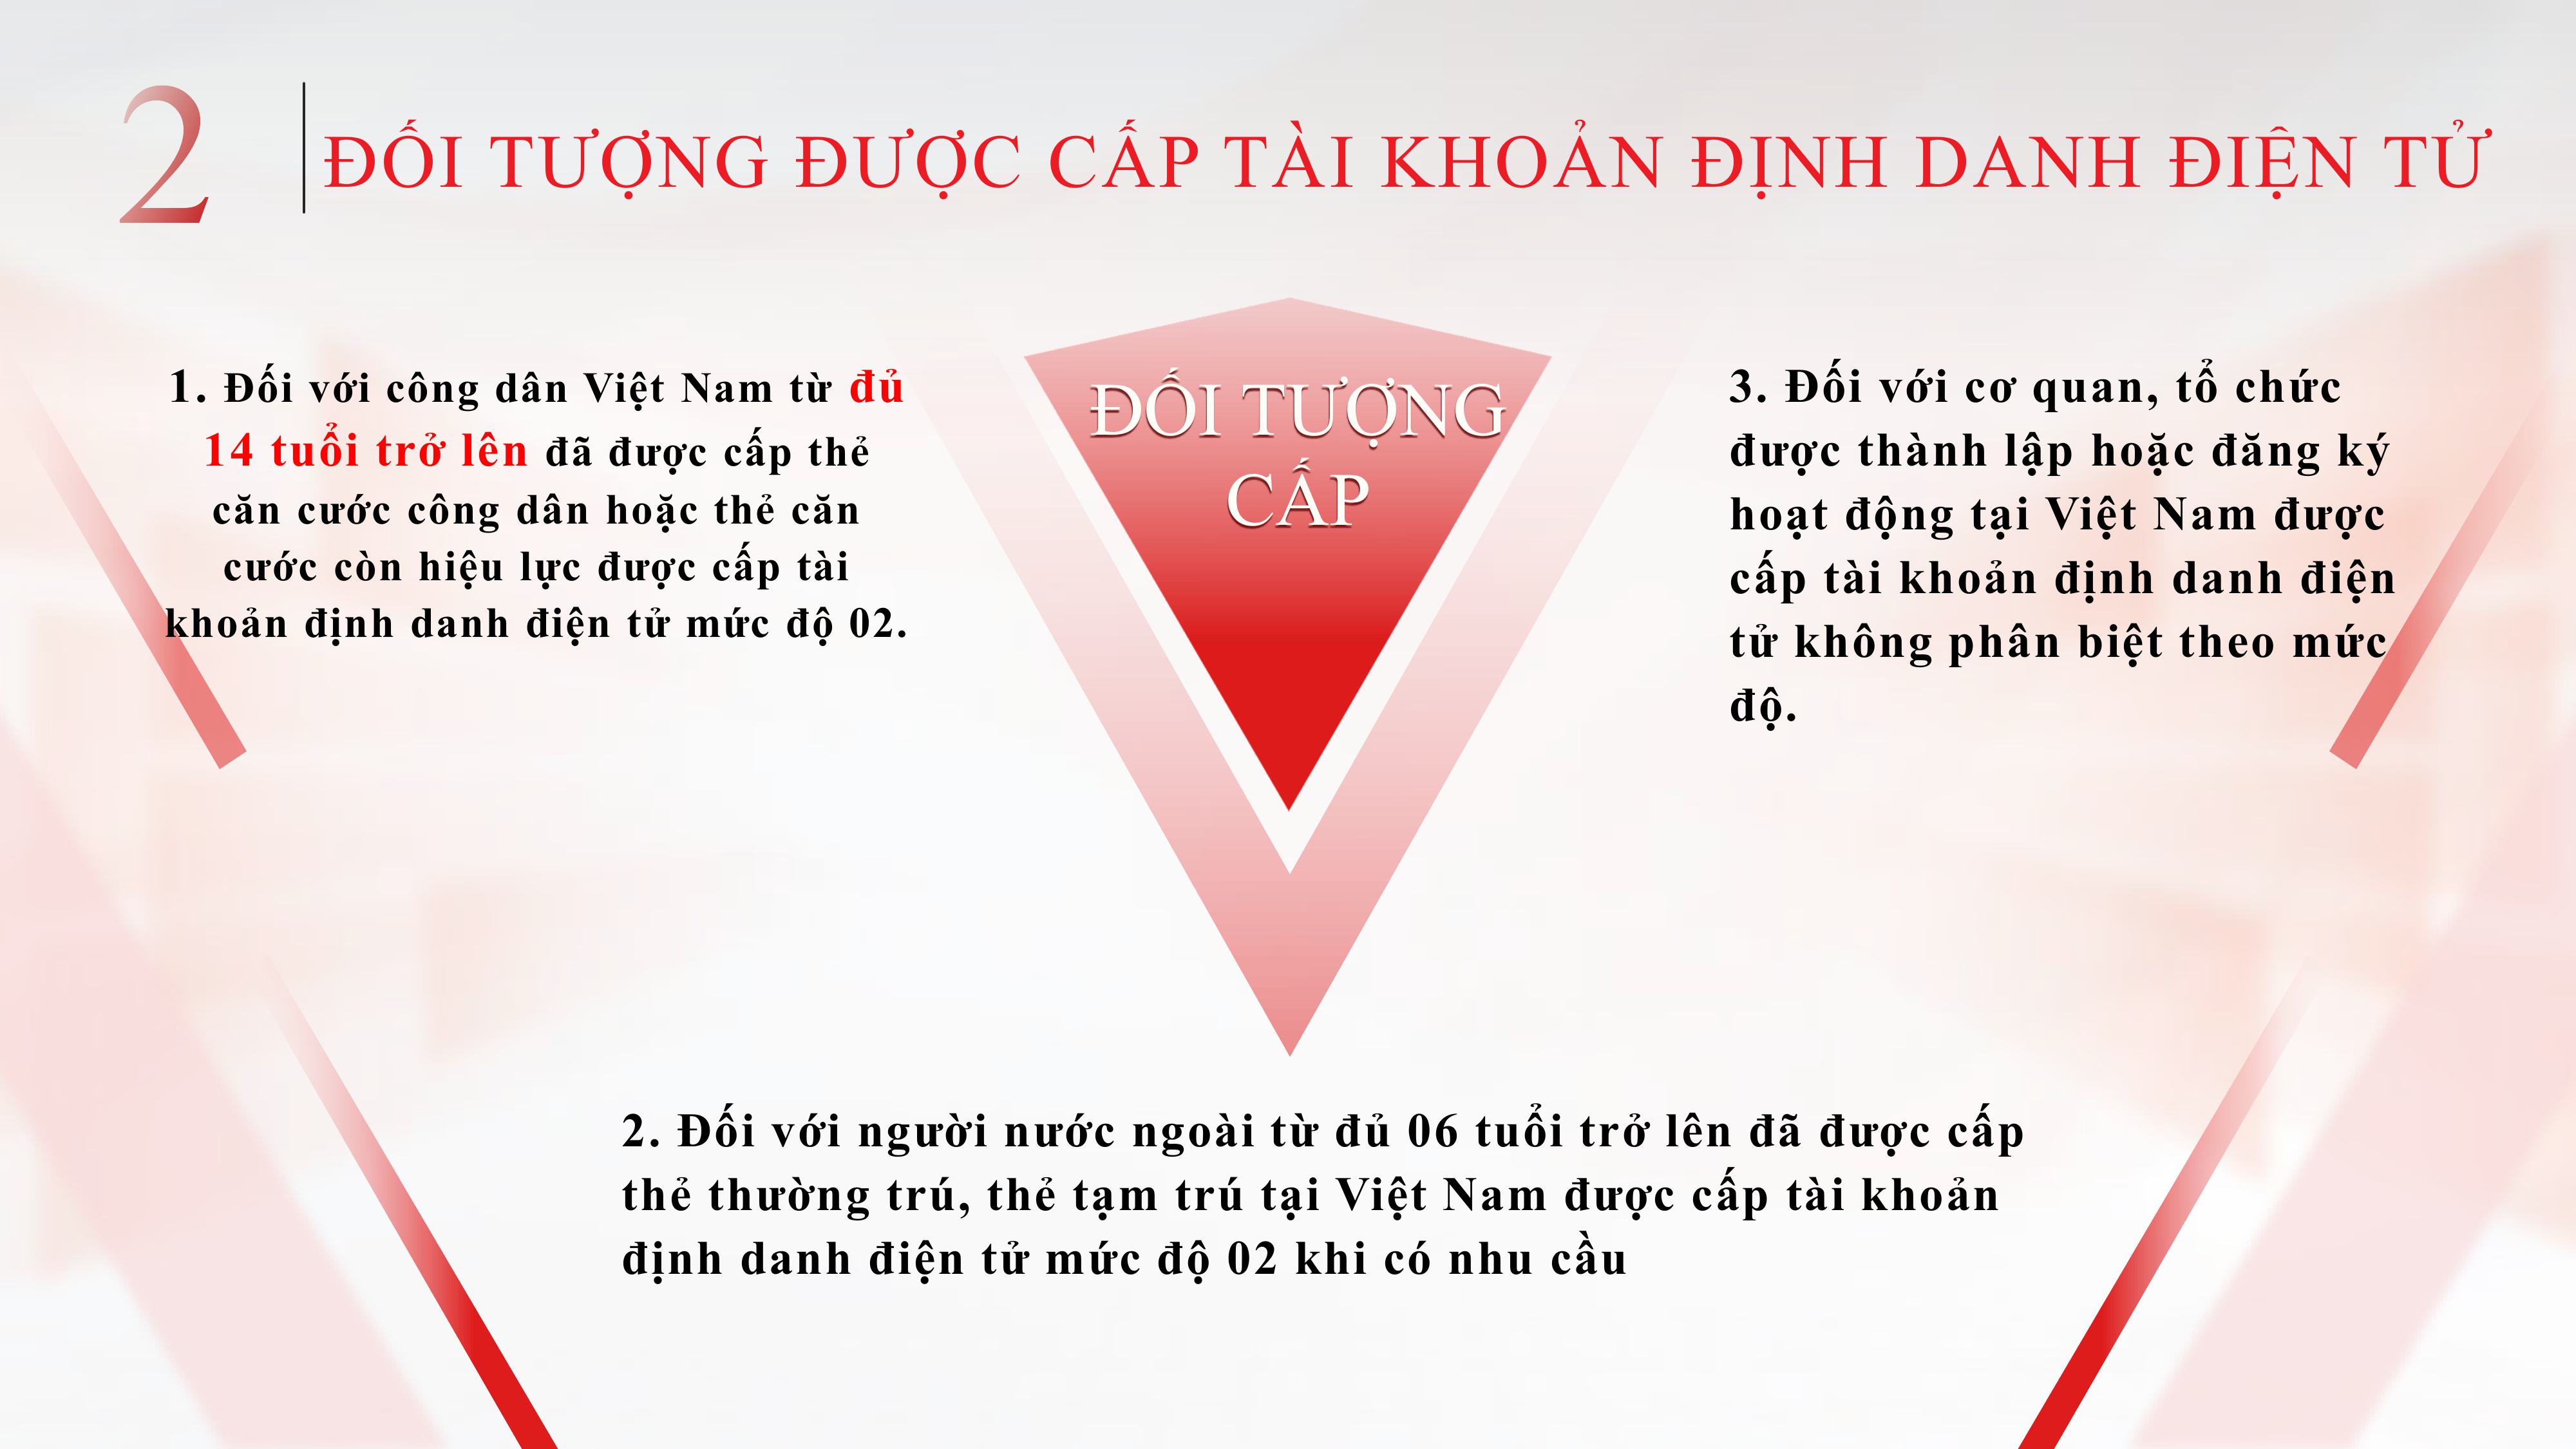 2
ĐỐI TƯỢNG ĐƯỢC CẤP TÀI KHOẢN ĐỊNH DANH ĐIỆN TỬ
1. Đối với công dân Việt Nam từ đủ
14 tuổi trở lên đã được cấp thẻ
căn cước công dân hoặc thẻ căn
cước còn hiệu lực được cấp tài
khoản định danh điện tử mức độ 02.
ĐỐI TƯỢNG
CẤP
3. Đối với cơ quan, tổ chức
được thành lập hoặc đăng ký
hoạt động tại Việt Nam được
cấp tài khoản định danh điện
tử không phân biệt theo mức
độ.
2. Đối với người nước ngoài từ đủ 06 tuổi trở lên đã được cấp
thẻ thường trú, thẻ tạm trú tại Việt Nam được cấp tài khoản
định danh điện tử mức độ 02 khi có nhu cầu